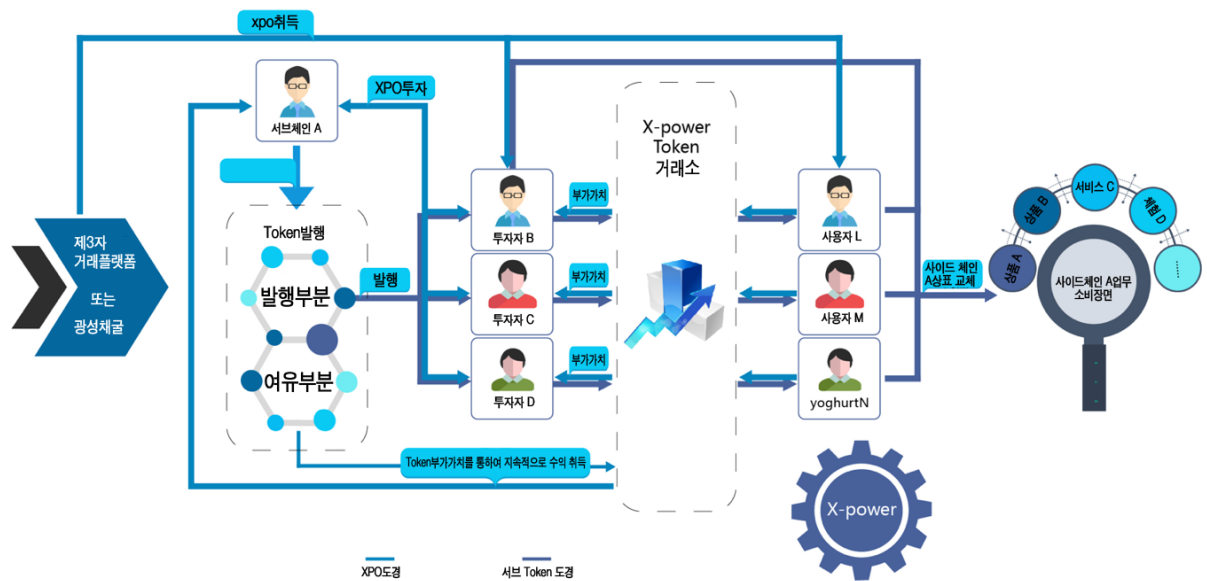 xpo취득
XPO투자
서브체인 A
X-power
Token
거래소
제3자
거래플랫폼
또는
광성채굴
Token발행
발행부분
여유부분
발행
투자자 B
투자자 C
투자자 D
부가가치
부가가치
부가가치
사용자 L
사용자 M
yoghurtN
사이드 체인
A상표 교체
상품 A
상품 B
서비스 C
체험 D
......
사이드체인 A업무
소비장면
Token부가가치를 통하여 지속적으로 수익 취득
X-power
XPO도경
서브 Token 도경